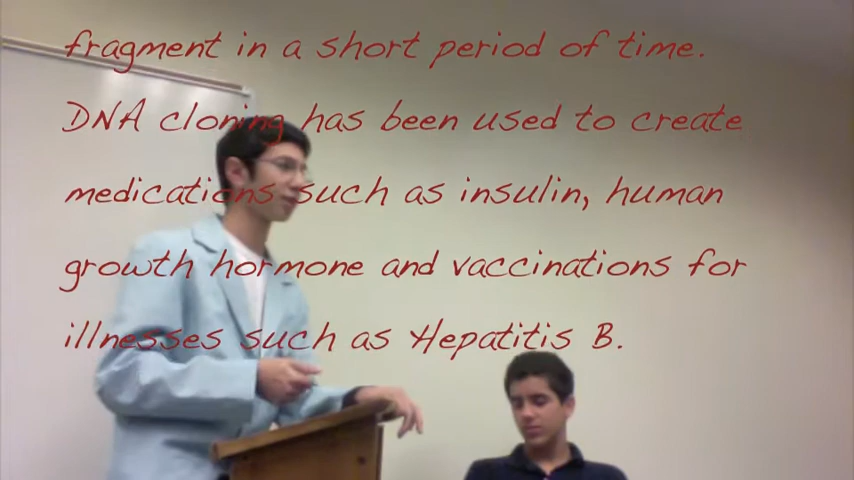 fragment in a short period of time.
DNA cloning has been used to create
medications such as insulin, human
growth hormone and vaccinations for
illnesses such as Hepatitis B.